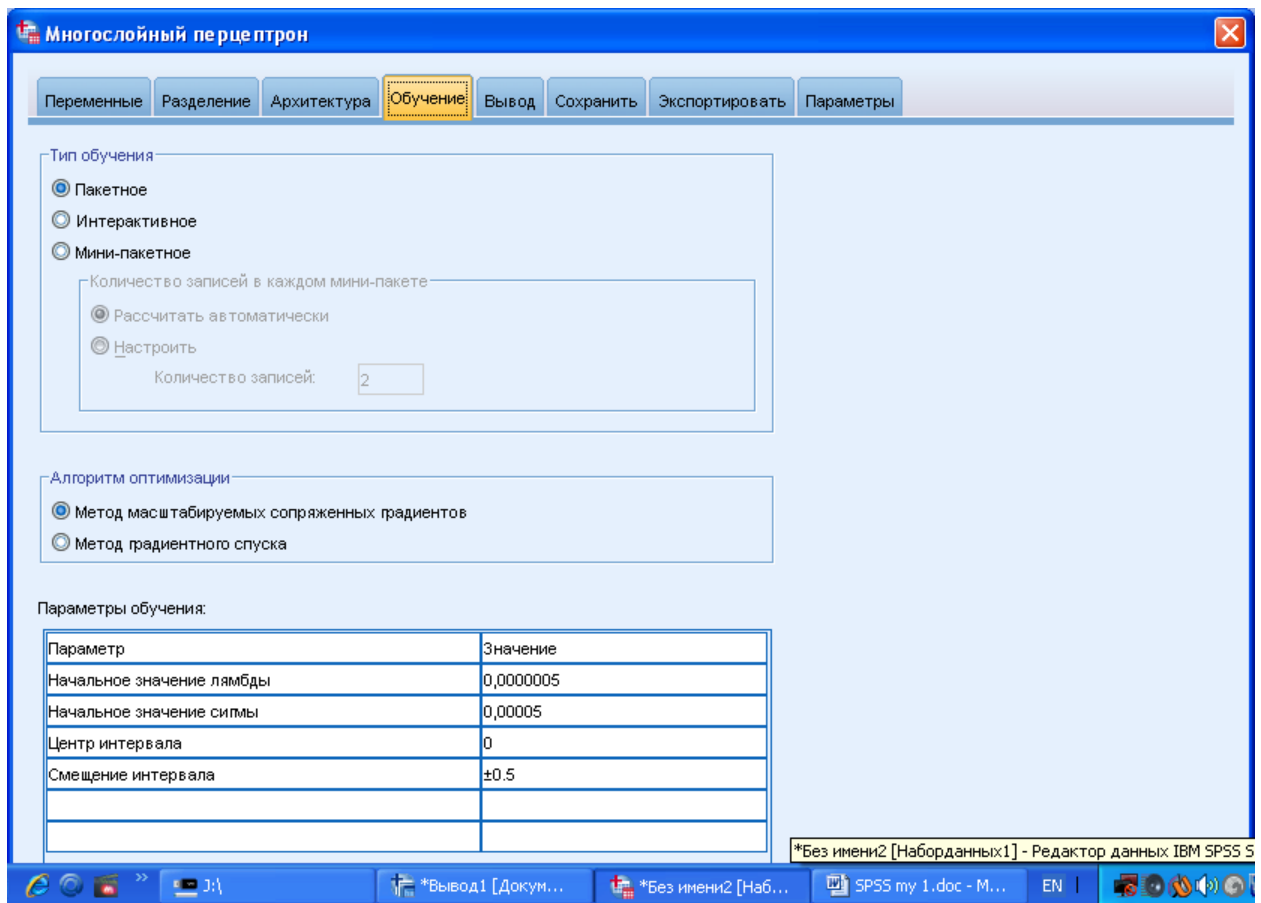 Многослойный перцептрон
Переменные Разделение Архитектура Обучение Вывод Сохранить Экспортировать Параметры
Тип обучения
Пакетное
Интерактивное
Мини-пакетное
Количество записей в каждом мини-пакете
Рассчитать автоматически
Настроить
Количество записей: 2
Алгоритм оптимизации
Метод масштабируемых сопряженных градиентов
Метод градиентного спуска
Параметры обучения:
Параметр Значение
Начальное значение лямбды 0,0000005
Начальное значение сигмы 0,00005
Центр интервала 0
Смещение интервала ±0.5
*Без имени2 [Наборданных1] - Редактор данных IBM SPSS S
» J:\ *Вывод1 [Докум... *Без имени2 [Наб... SPSS my 1.doc - M... EN